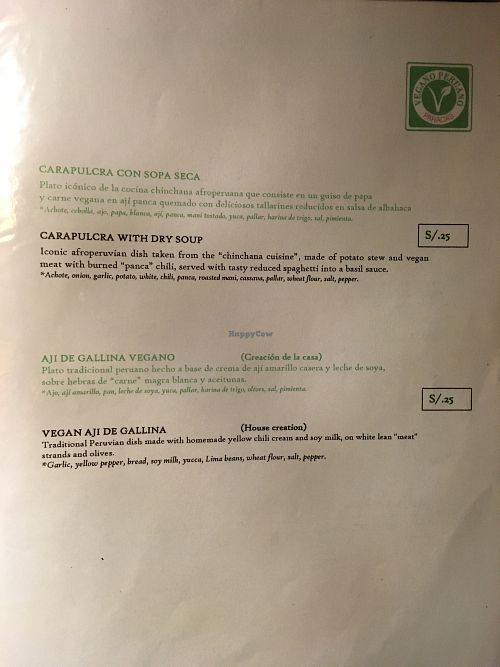 VEGANO PERUANO
PARACAS
CARAPULCRA CON SOPA SECA
Plato icónico de la cocina chinchana afroperuana que consiste en un guiso de papa
y carne vegana en ají panca quemado con deliciosos tallarines reducidos en salsa de albahaca
*Achote, cebolla, ajo, papa, blanca, ají, panca, maní tostado, yuca, pallar, harina de trigo, sal, pimienta.
S/.25
CARAPULCRA WITH DRY SOUP
Iconic afroperuvian dish taken from the "chinchana cuisine", made of potato stew and vegan
meat with burned "panca" chili, served with tasty reduced spaghetti into a basil sauce.
*Achote, onion, garlic, potato, white, chili, panca, roasted mani, cassava, pallar, wheat flour, salt, pepper.
HappyCow
AJI DE GALLINA VEGANO (Creación de la casa)
Plato tradicional peruano hecho a base de crema de ají amarillo casera y leche de soya,
sobre hebras de "carne" magra blanca y aceitunas.
*Ajo, ají amarillo, pan, leche de soya, yuca, pallar, harina de trigo, olives, sal, pimienta.
S/.25
VEGAN AJI DE GALLINA (House creation)
Traditional Peruvian dish made with homemade yellow chili cream and soy milk, on white lean "meat"
strands and olives.
*Garlic, yellow pepper, bread, soy milk, yucca, Lima beans, wheat flour, salt, pepper.